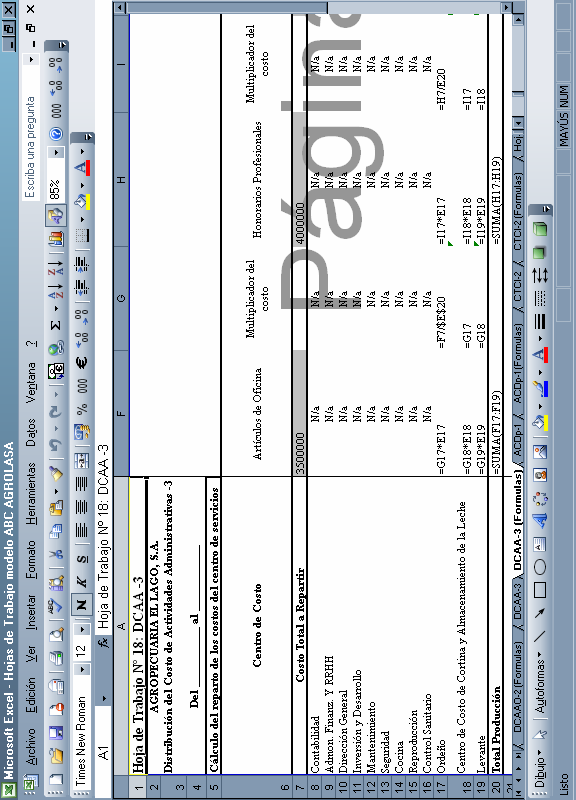 Microsoft Excel - Hojas de Trabajo modelo ABC AGROLASA
Archivo Edición Ver Insertar Formato Herramientas Datos Ventana ?
Escriba una pregunta
85%
Times New Roman 12 N K S % 000 €
A1 fx Hoja de Trabajo Nº 18: DCAA -3
A F G H I
1 Hoja de Trabajo Nº 18: DCAA -3
2 AGROPECUARIA EL LAGO, S.A.
3 Distribución del Costo de Actividades Administrativas -3
4 Del ________ al ________
5 Cálculo del reparto de los costos del centro de servicios
6 Centro de Costo Artículos de Oficina Multiplicador del costo Honorarios Profesionales Multiplicador del costo
7 Costo Total a Repartir 3500000 4000000
8 Contabilidad N/a N/a N/a N/a
9 Admon. Finanz. Y RRHH N/a N/a N/a N/a
10 Dirección General N/a N/a N/a N/a
11 Inversión y Desarrollo N/a N/a N/a N/a
12 Mantenimiento N/a N/a N/a N/a
13 Seguridad N/a N/a N/a N/a
14 Cocina N/a N/a N/a N/a
15 Reproducción N/a N/a N/a N/a
16 Control Sanitario N/a N/a N/a N/a
17 Ordeño =G17*E17 =F7/$E$20 =I17*E17 =H7/E20
18 Centro de Costo de Cortina y Almacenamiento de la Leche =G18*E18 =G17 =I18*E18 =I17
19 Levante =G19*E19 =G18 =I19*E19 =I18
20 Total Producción =SUMA(F17:F19) =SUMA(H17:H19)
21
Página
DCAAO-2 (Formulas) DCAA-3 DCAA-3 (Formulas) ACDp-1 ACDp-1 (Formulas) CTCI-2 CTCI-2 (Formulas) Hoj
Dibujo Autoformas
Listo MAYÚS NUM